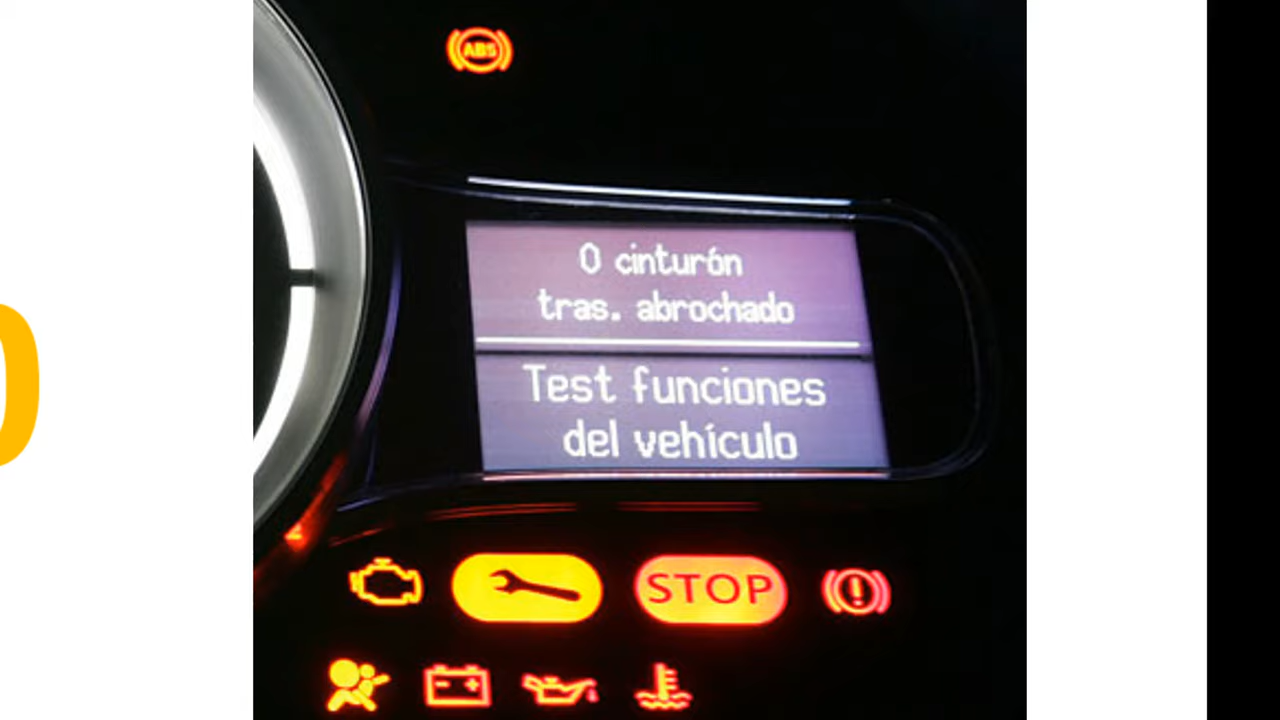 ABS
0 cinturón
tras. abrochado
Test funciones
del vehículo
STOP